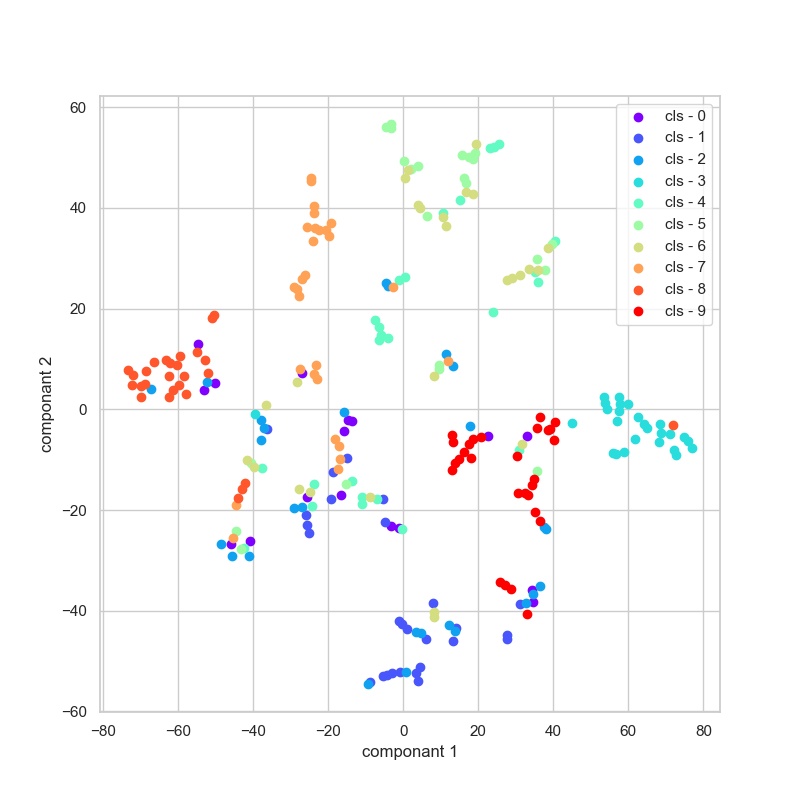 60
40
20
0
−20
−40
−60
−80
−60
−40
−20
0
20
40
60
80
componant 1
componant 2
cls - 0
cls - 1
cls - 2
cls - 3
cls - 4
cls - 5
cls - 6
cls - 7
cls - 8
cls - 9